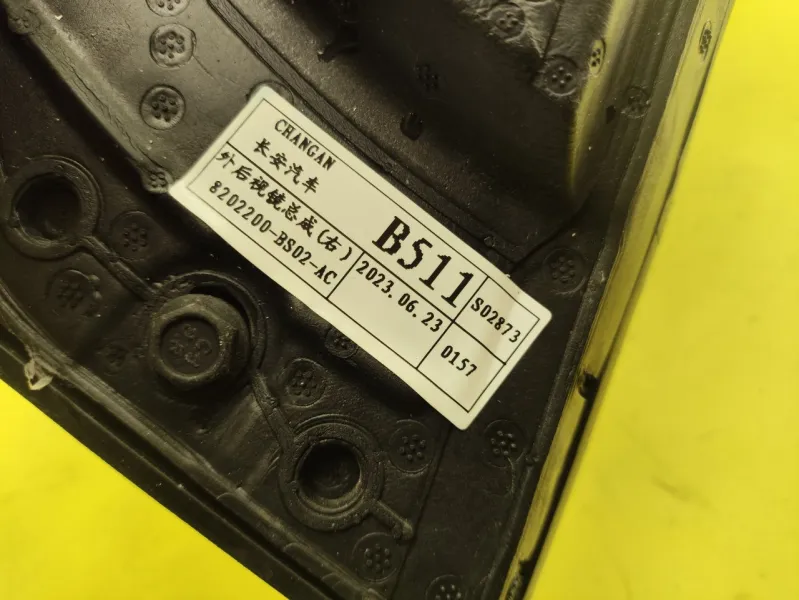 CHANGAN
长安汽车
B511
S02873
外后视镜总成(右)
8202200-BS02-AC
2023.06.23
0157